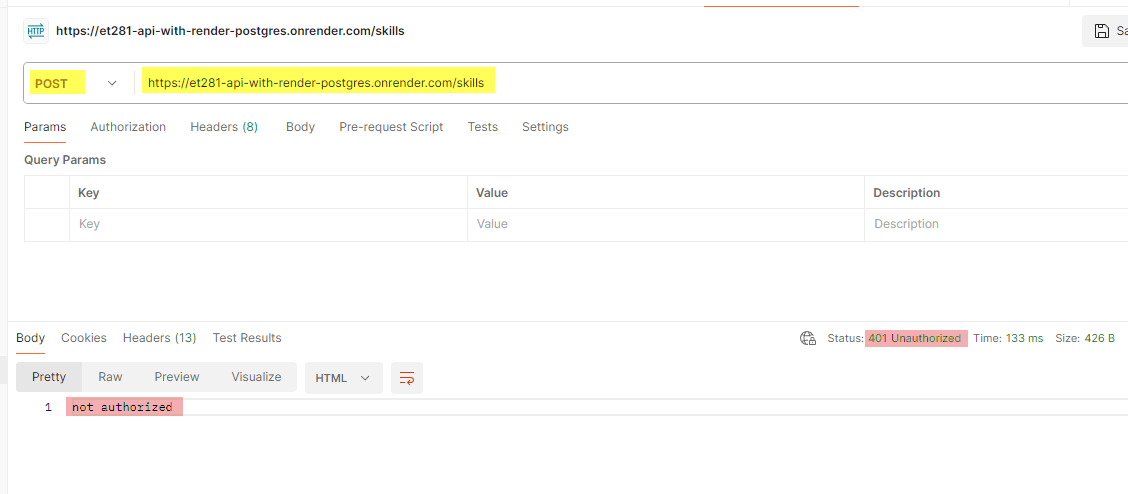 HTTP https://et281-api-with-render-postgres.onrender.com/skills
POST https://et281-api-with-render-postgres.onrender.com/skills
Params Authorization Headers (8) Body Pre-request Script Tests Settings
Query Params
Key Value Description
Key Value Description
Body Cookies Headers (13) Test Results Status: 401 Unauthorized Time: 133 ms Size: 426 B
Pretty Raw Preview Visualize HTML
1 not authorized